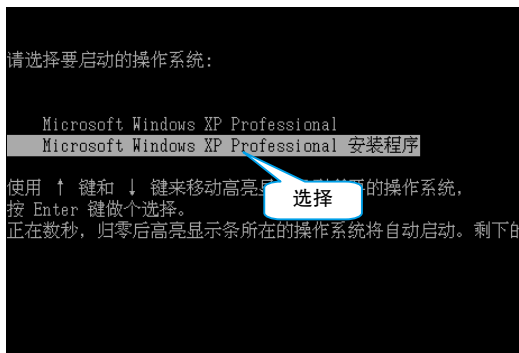 请选择要启动的操作系统:
Microsoft Windows XP Professional
Microsoft Windows XP Professional 安装程序
使用 ↑ 键和 ↓ 键来移动高亮 的操作系统,
选择
按 Enter 键做个选择。
正在数秒, 归零后高亮显示条所在的操作系统将自动启动。剩下的